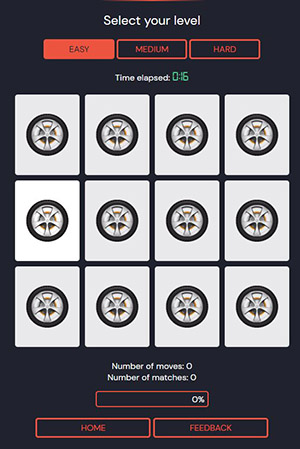 Select your level
EASY MEDIUM HARD
Time elapsed: 0:16
Number of moves: 0
Number of matches: 0
0%
HOME FEEDBACK